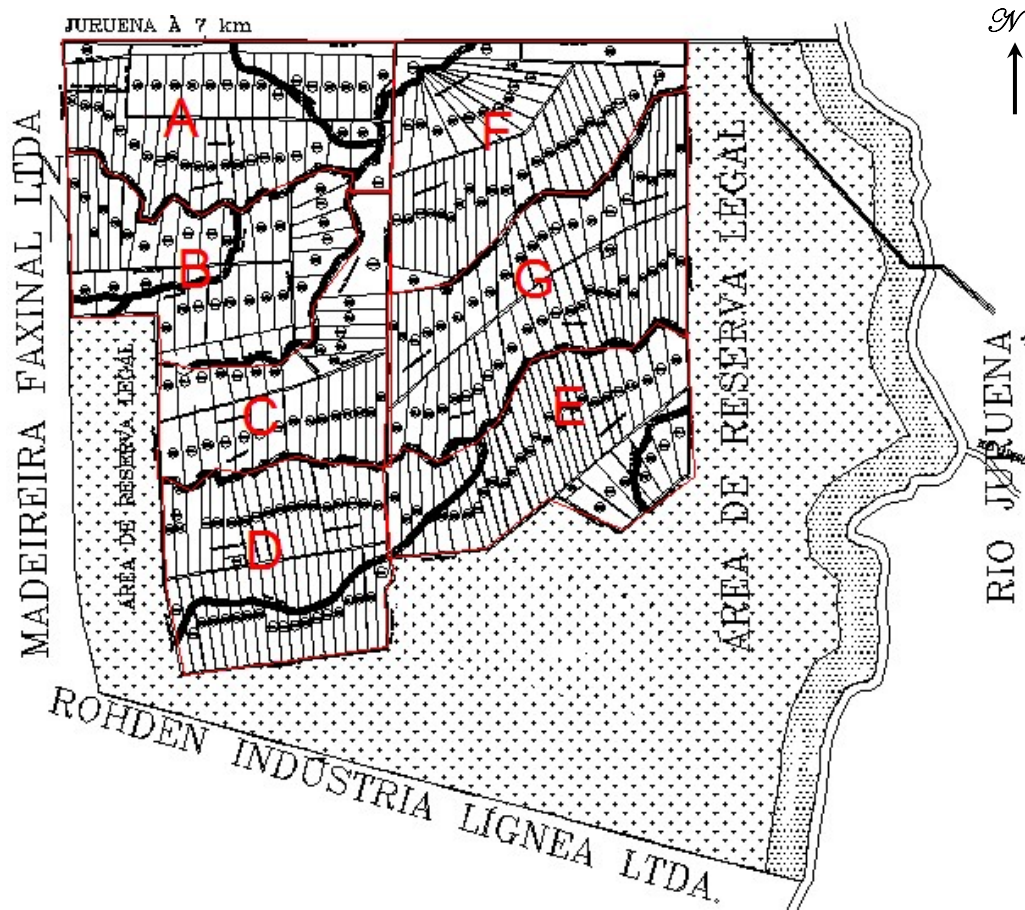 JURUENA À 7 km
N
MADEIREIRA FAXINAL LTDA
A
F
B
G
C
E
D
ÁREA DE RESERVA LEGAL
ÁREA DE RESERVA LEGAL
RIO JURUENA
ROHDEN INDÚSTRIA LÍGNEA LTDA.